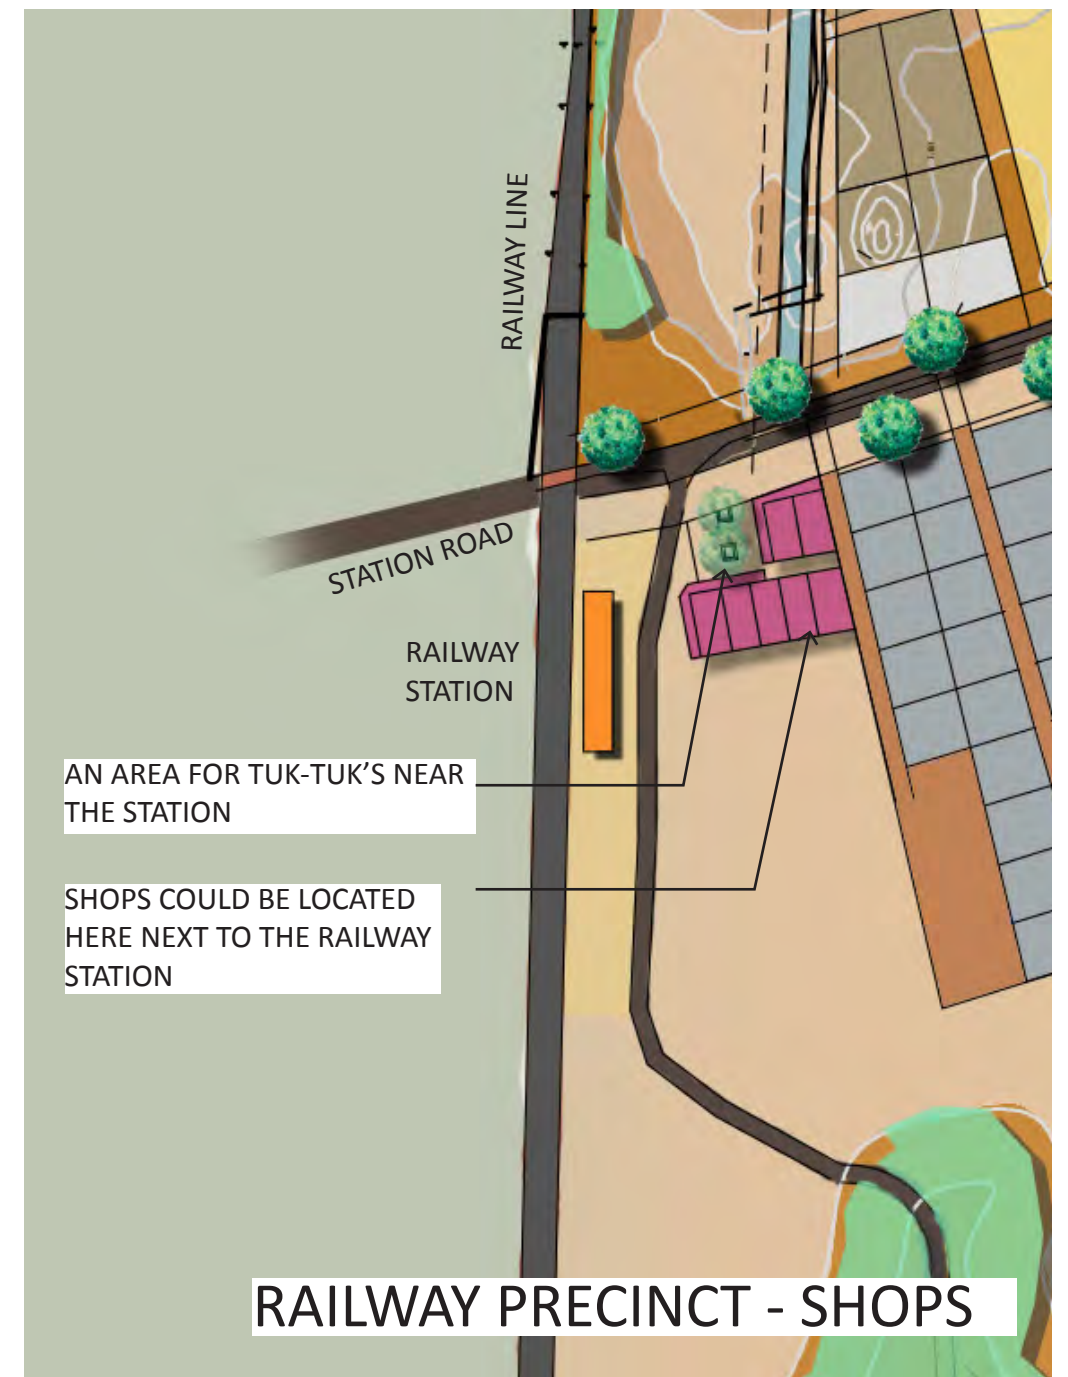 RAILWAY LINE
STATION ROAD
RAILWAY
STATION
AN AREA FOR TUK-TUK’S NEAR
THE STATION
SHOPS COULD BE LOCATED
HERE NEXT TO THE RAILWAY
STATION
RAILWAY PRECINCT - SHOPS